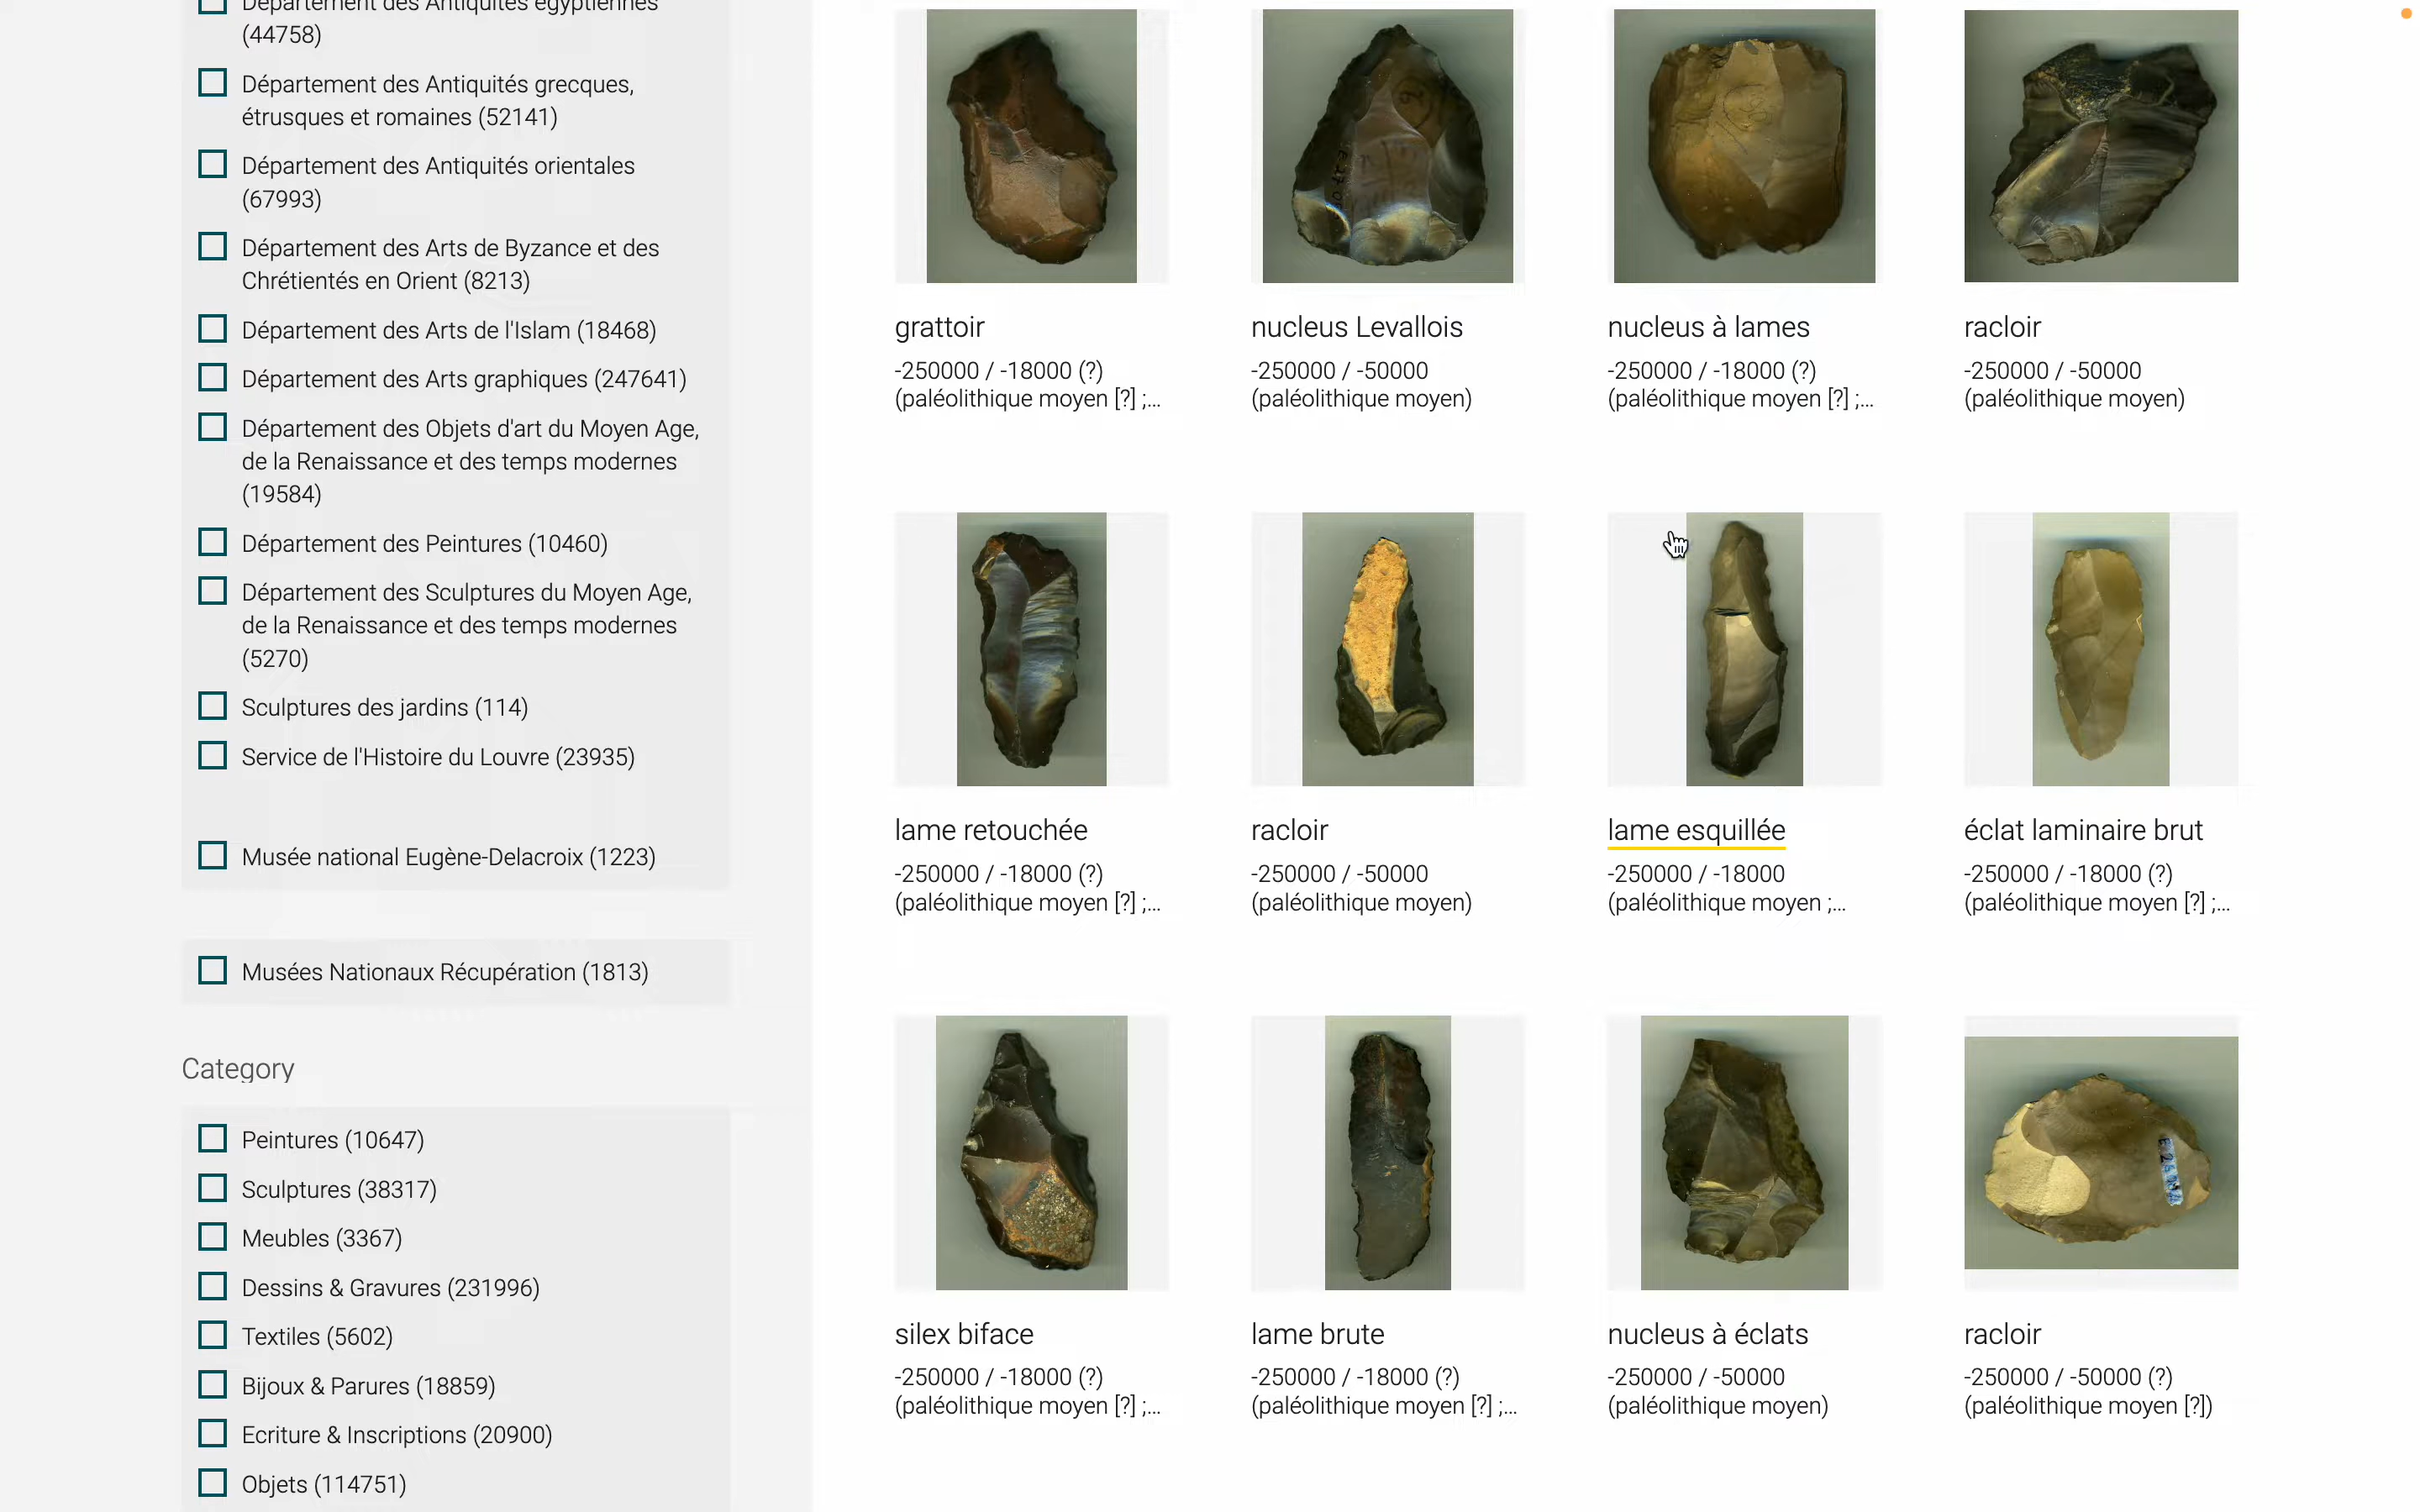 Département des Antiquités égyptiennes
(44758)
Département des Antiquités grecques,
étrusques et romaines (52141)
Département des Antiquités orientales
(67993)
Département des Arts de Byzance et des
Chrétientés en Orient (8213)
Département des Arts de l'Islam (18468)
Département des Arts graphiques (247641)
Département des Objets d'art du Moyen Age,
de la Renaissance et des temps modernes
(19584)
Département des Peintures (10460)
Département des Sculptures du Moyen Age,
de la Renaissance et des temps modernes
(5270)
Sculptures des jardins (114)
Service de l'Histoire du Louvre (23935)
Musée national Eugène-Delacroix (1223)
Musées Nationaux Récupération (1813)
Category
Peintures (10647)
Sculptures (38317)
Meubles (3367)
Dessins & Gravures (231996)
Textiles (5602)
Bijoux & Parures (18859)
Ecriture & Inscriptions (20900)
Objets (114751)
grattoir
-250000 / -18000 (?)
(paléolithique moyen [?] ;...
nucleus Levallois
-250000 / -50000
(paléolithique moyen)
nucleus à lames
-250000 / -18000 (?)
(paléolithique moyen [?] ;...
racloir
-250000 / -50000
(paléolithique moyen)
lame retouchée
-250000 / -18000 (?)
(paléolithique moyen [?] ;...
racloir
-250000 / -50000
(paléolithique moyen)
lame esquillée
-250000 / -18000
(paléolithique moyen ;...
éclat laminaire brut
-250000 / -18000 (?)
(paléolithique moyen [?] ;...
silex biface
-250000 / -18000 (?)
(paléolithique moyen [?] ;...
lame brute
-250000 / -18000 (?)
(paléolithique moyen [?] ;...
nucleus à éclats
-250000 / -50000
(paléolithique moyen)
racloir
-250000 / -50000 (?)
(paléolithique moyen [?])